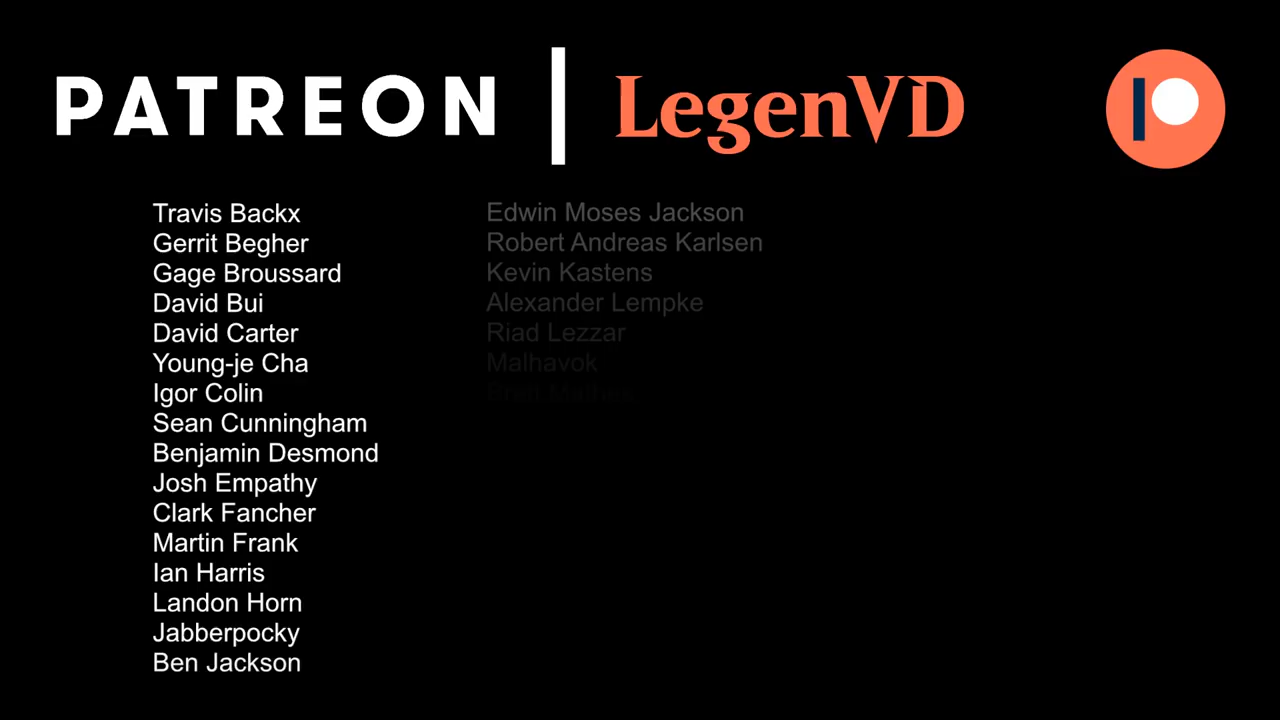 PATREON | LegenVD
Travis Backx
Gerrit Begher
Gage Broussard
David Bui
David Carter
Young-je Cha
Igor Colin
Sean Cunningham
Benjamin Desmond
Josh Empathy
Clark Fancher
Martin Frank
Ian Harris
Landon Horn
Jabberpocky
Ben Jackson
Edwin Moses Jackson
Robert Andreas Karlsen
Kevin Kastens
Alexander Lempke
Riad Lezzar
Malhavok